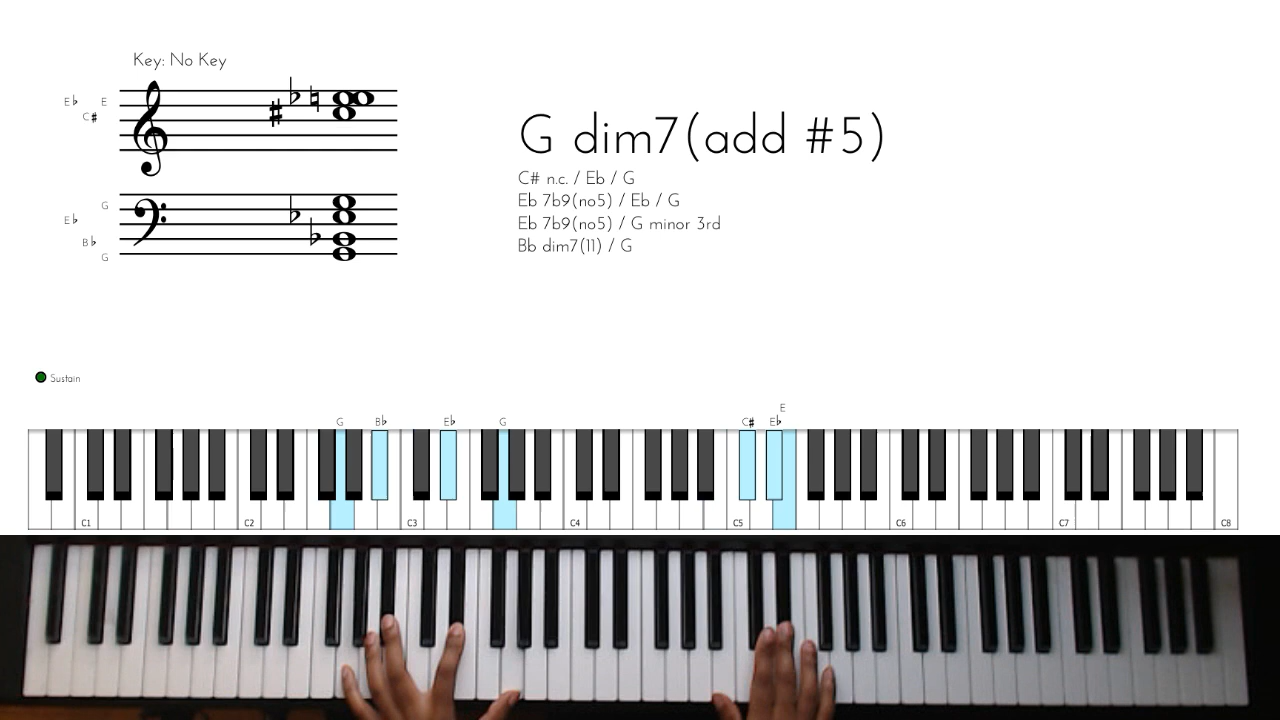 Key: No Key
E♭ E
C♯
G
E♭
B♭
G
G dim7(add #5)
C# n.c. / Eb / G
Eb 7b9(no5) / Eb / G
Eb 7b9(no5) / G minor 3rd
Bb dim7(11) / G
Sustain
E
G B♭ E♭ G C♯ E♭
C1 C2 C3 C4 C5 C6 C7 C8